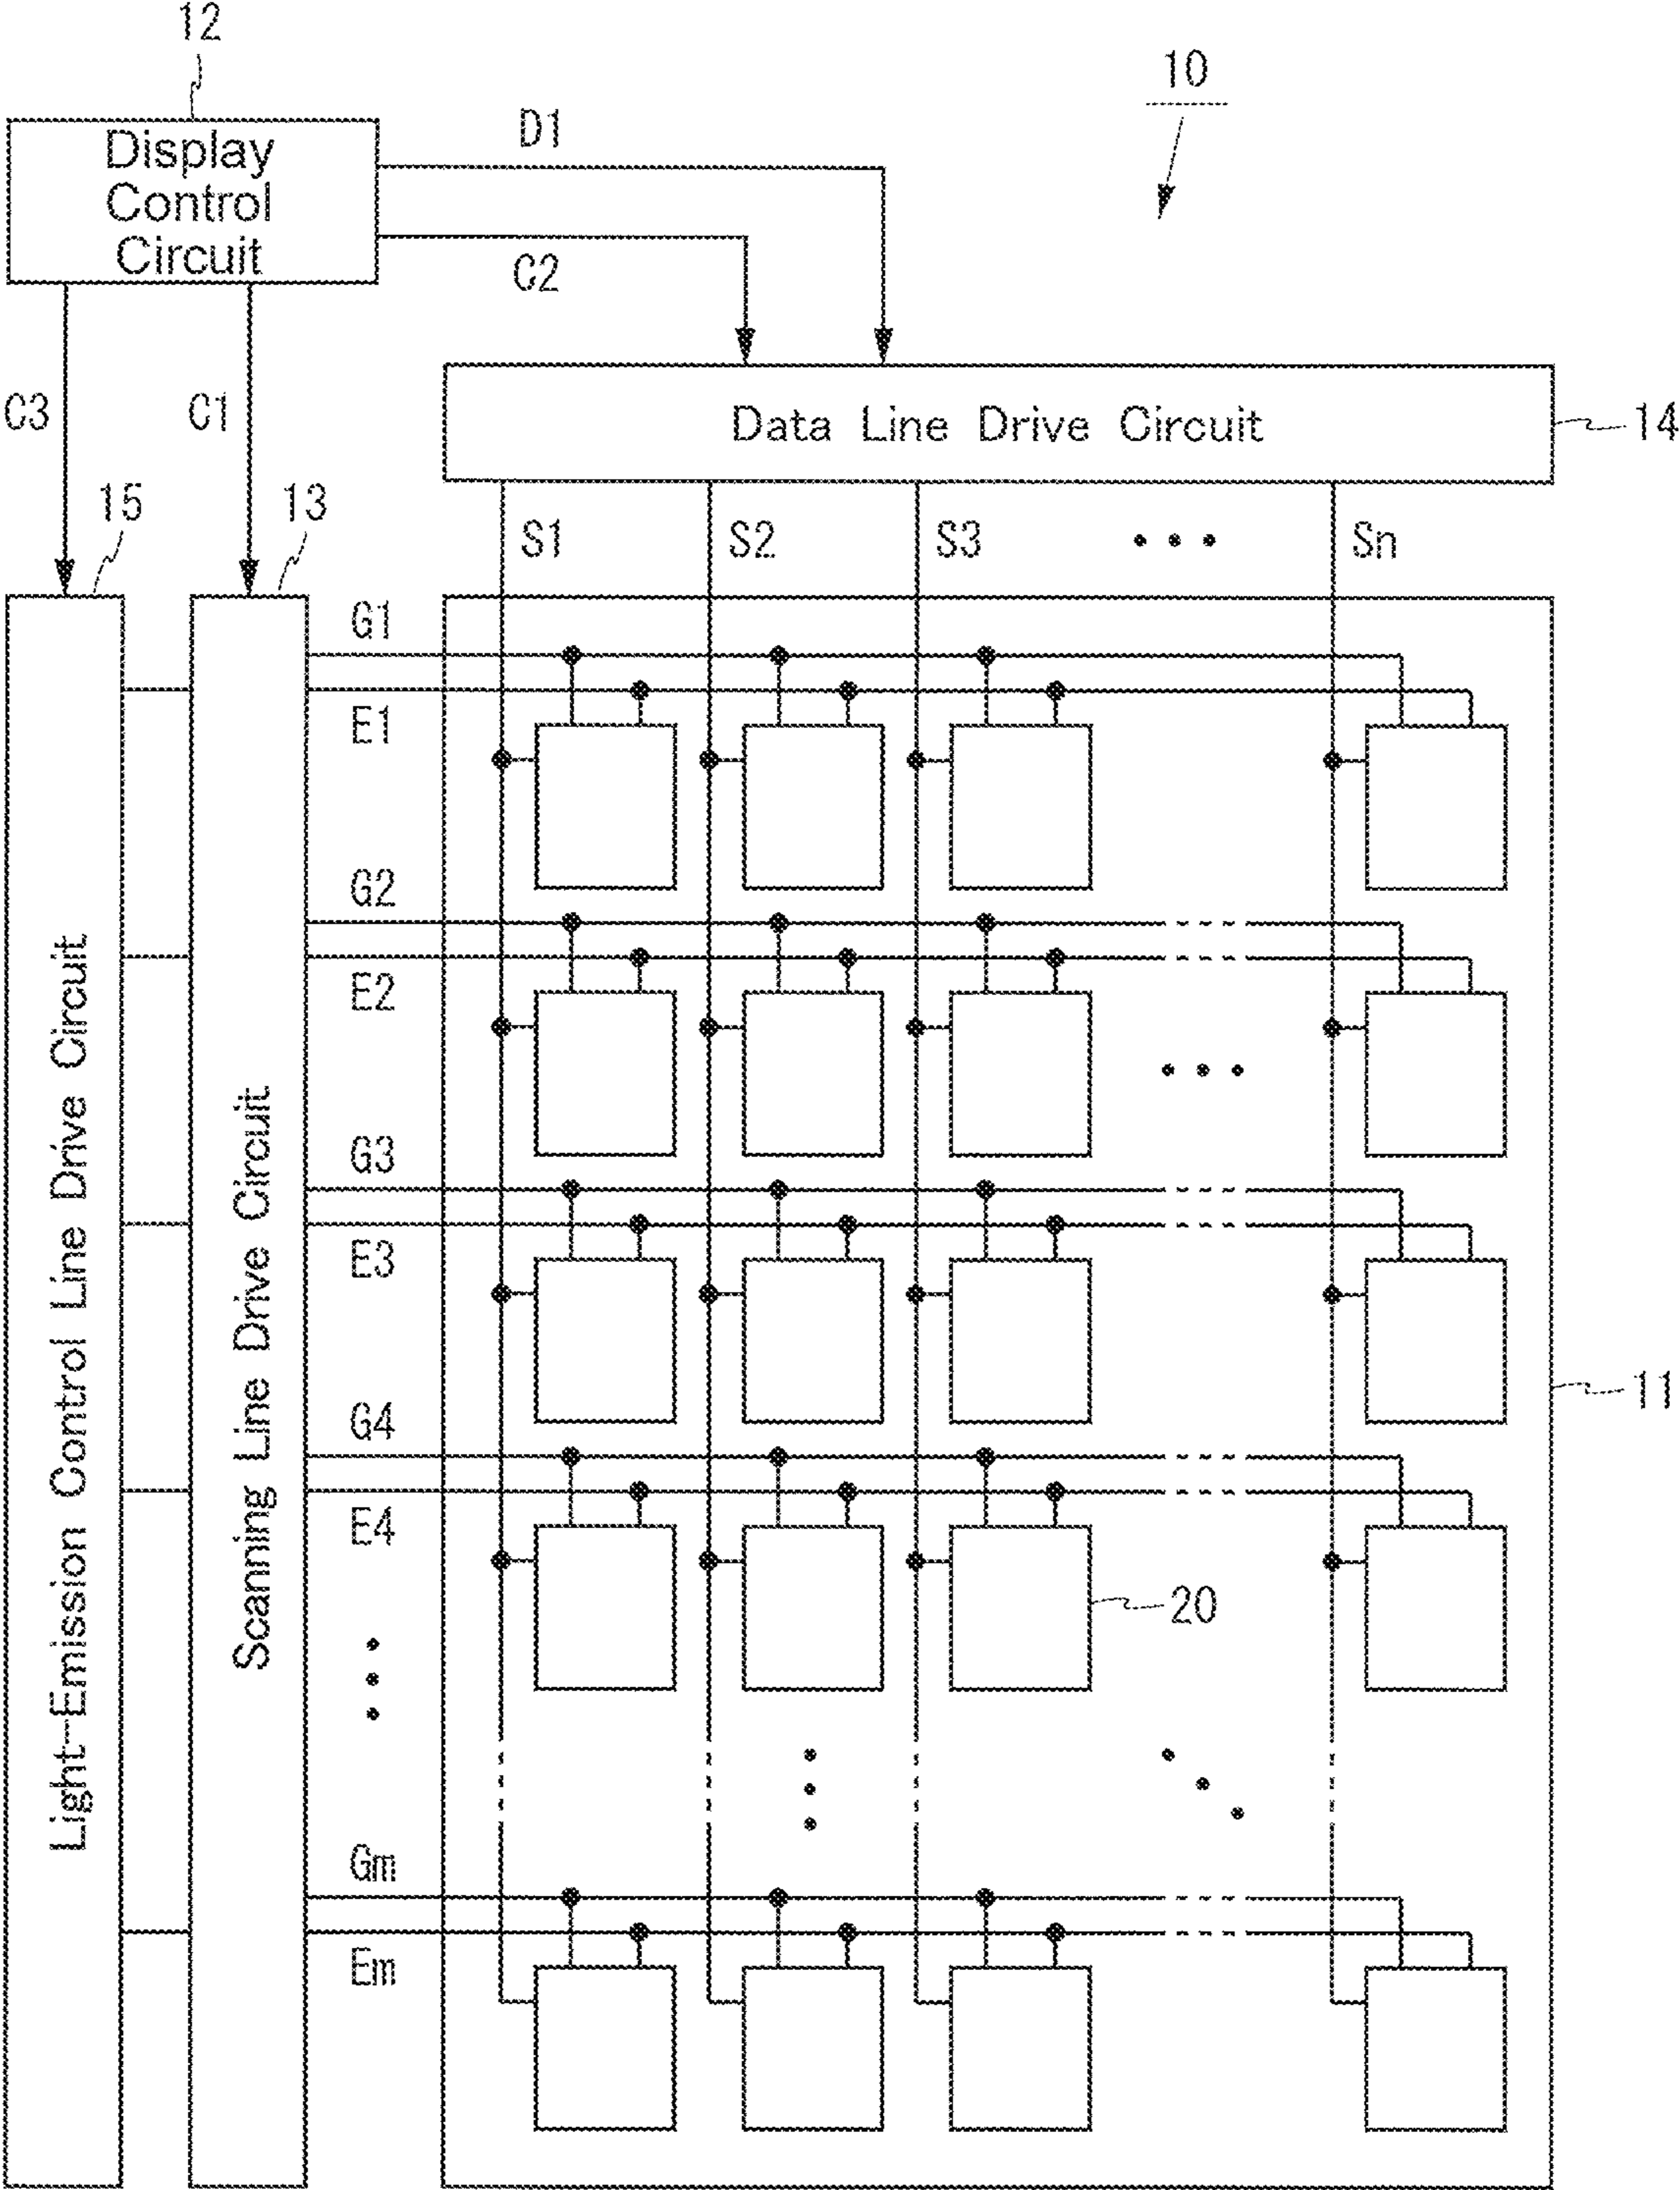 12
10
Display
Control
Circuit
D1
C2
C3
C1
Data Line Drive Circuit
14
15
13
S1
S2
S3
Sn
G1
E1
G2
E2
G3
E3
G4
E4
Gm
Em
Light-Emission Control Line Drive Circuit
Scanning Line Drive Circuit
11
20